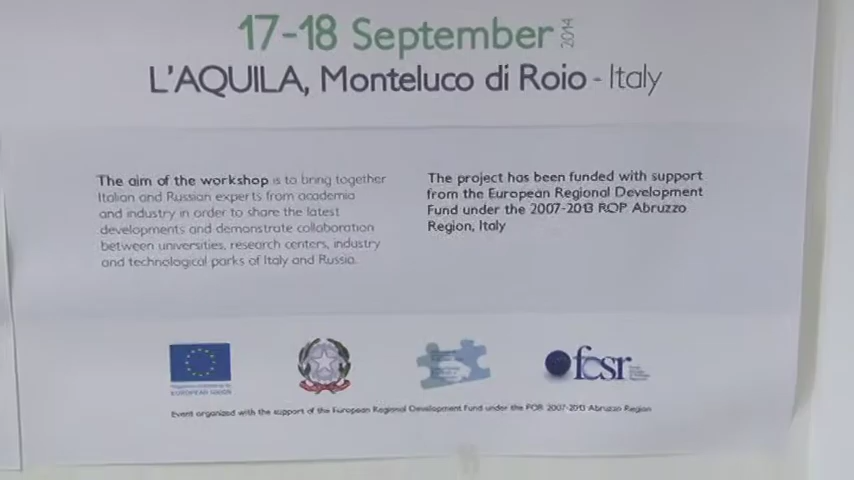 17-18 September 2014
L'AQUILA, Monteluco di Roio - Italy
The aim of the workshop is to bring together
Italian and Russian experts from academia
and industry in order to share the latest
developments and demonstrate collaboration
between universities, research centers, industry
and technological parks of Italy and Russia.
The project has been funded with support
from the European Regional Development
Fund under the 2007-2013 ROP Abruzzo
Region, Italy
EUROPEAN UNION
fesr
Event organized with the support of the European Regional Development Fund under the POR 2007-2013 Abruzzo Region